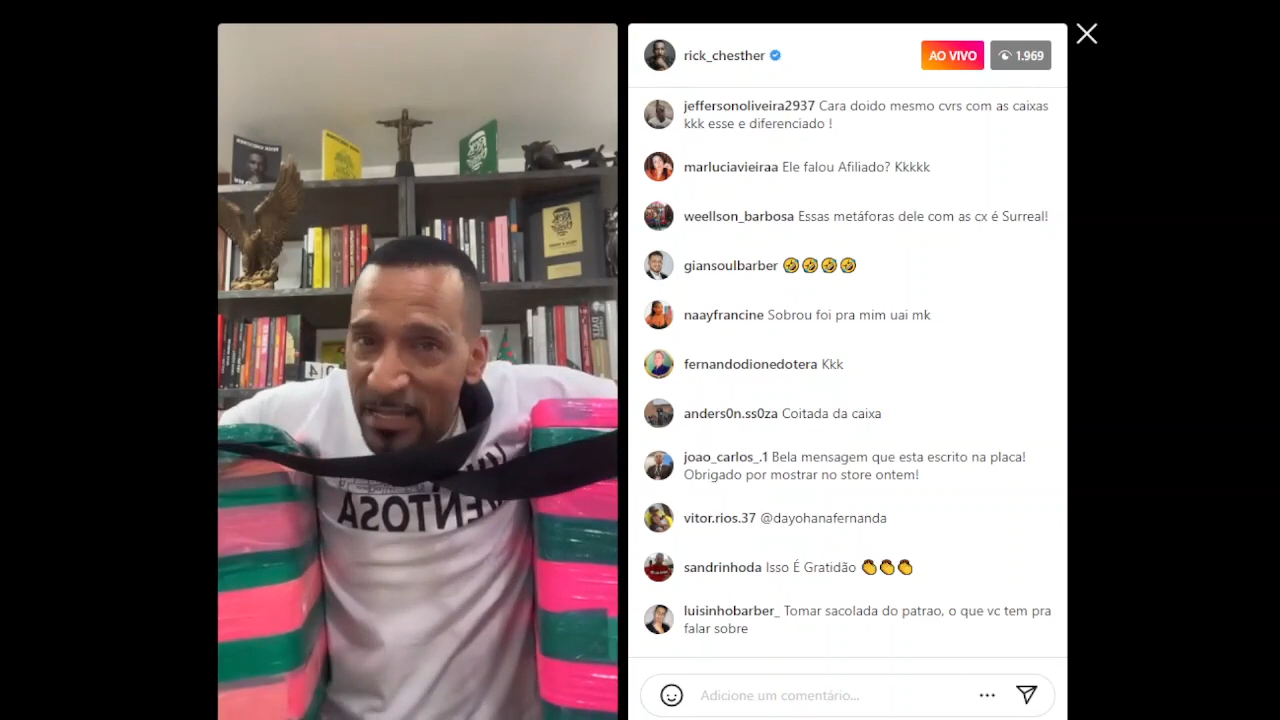 rick_chesther
AO VIVO
1.969
jeffersonoliveira2937 Cara doido mesmo cvrs com as caixas
kkk esse e diferenciado !
marluciavieiraa Ele falou Afiliado? Kkkkk
weellson_barbosa Essas metáforas dele com as cx é Surreal!
giansoulbarber 🤣🤣🤣🤣
naayfrancine Sobrou foi pra mim uai mk
fernandodionedotera Kkk
anders0n.ss0za Coitada da caixa
joao_carlos_.1 Bela mensagem que esta escrito na placa!
Obrigado por mostrar no store ontem!
vitor.rios.37 @dayohanafernanda
sandrinhoda Isso É Gratidão 👏👏👏
luisinhobarber_ Tomar sacolada do patrao, o que vc tem pra
falar sobre
Adicione um comentário...
VENTOSA